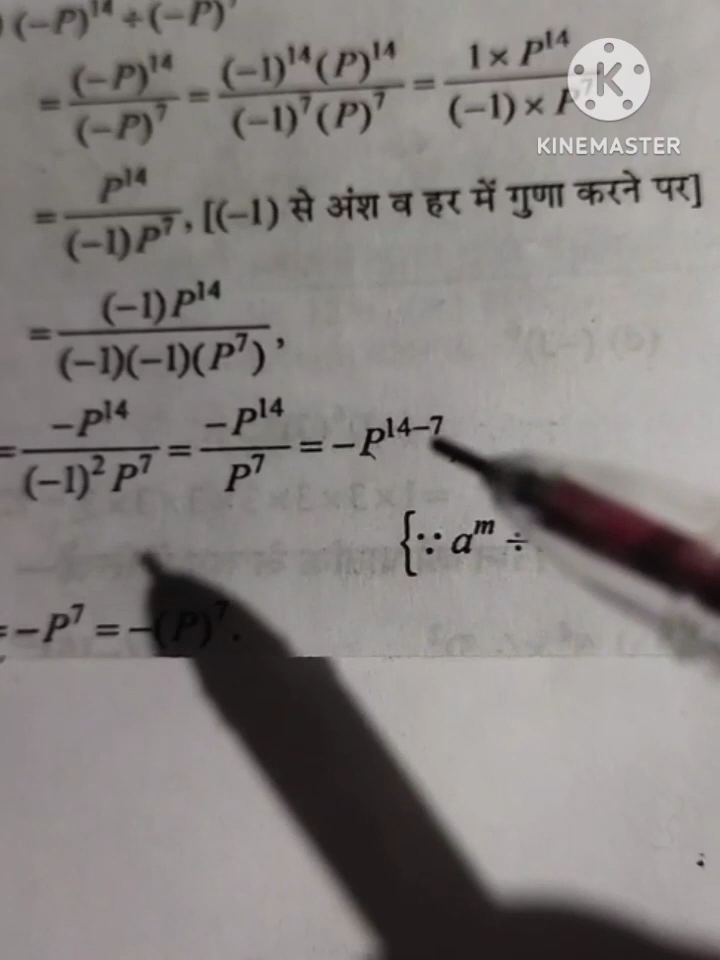 ) (−P)¹⁴ ÷ (−P)⁷
= (−P)¹⁴/(−P)⁷ = (−1)¹⁴(P)¹⁴/(−1)⁷(P)⁷ = 1 × P¹⁴/(−1) × P⁷
KINEMASTER
= P¹⁴/(−1)P⁷, [(−1) से अंश व हर में गुणा करने पर]
= (−1)P¹⁴/(−1)(−1)(P⁷),
= −P¹⁴/(−1)²P⁷ = −P¹⁴/P⁷ = −P¹⁴⁻⁷
{∵ aᵐ ÷
= −P⁷ = −(P)⁷.